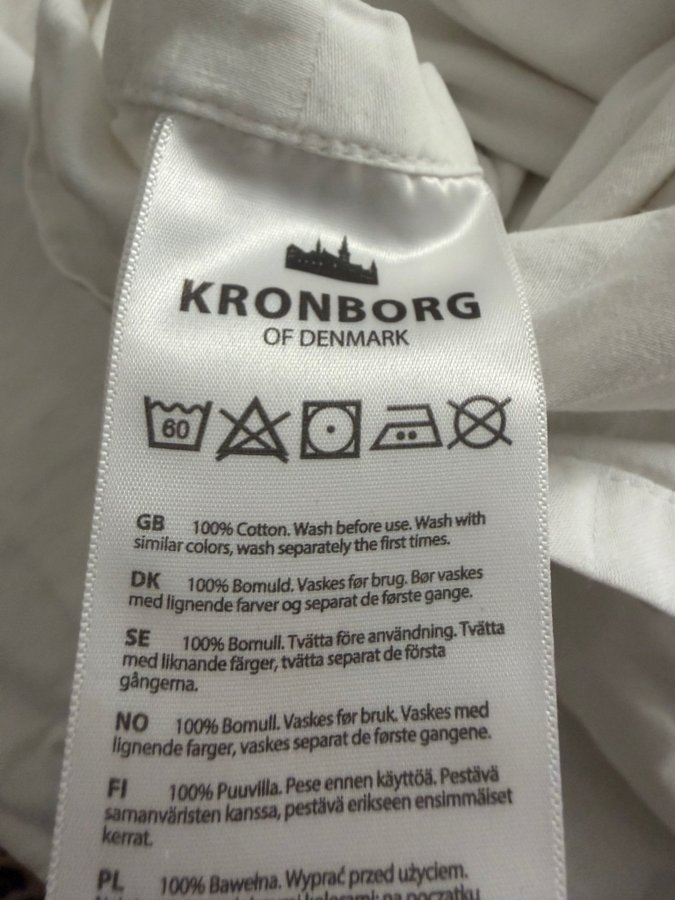 KRONBORG
OF DENMARK
60
GB 100% Cotton. Wash before use. Wash with
similar colors, wash separately the first times.
DK 100% Bomuld. Vaskes før brug. Bør vaskes
med lignende farver og separat de første gange.
SE 100% Bomull. Tvätta före användning. Tvätta
med liknande färger, tvätta separat de första
gångerna.
NO 100% Bomull. Vaskes før bruk. Vaskes med
lignende farger, vaskes separat de første gangene.
FI 100% Puuvilla. Pese ennen käyttöä. Pestävä
samanväristen kanssa, pestävä erikseen ensimmäiset
kerrat.
PL 100% Bawełna. Wyprać przed użyciem.
kolorami; na początku